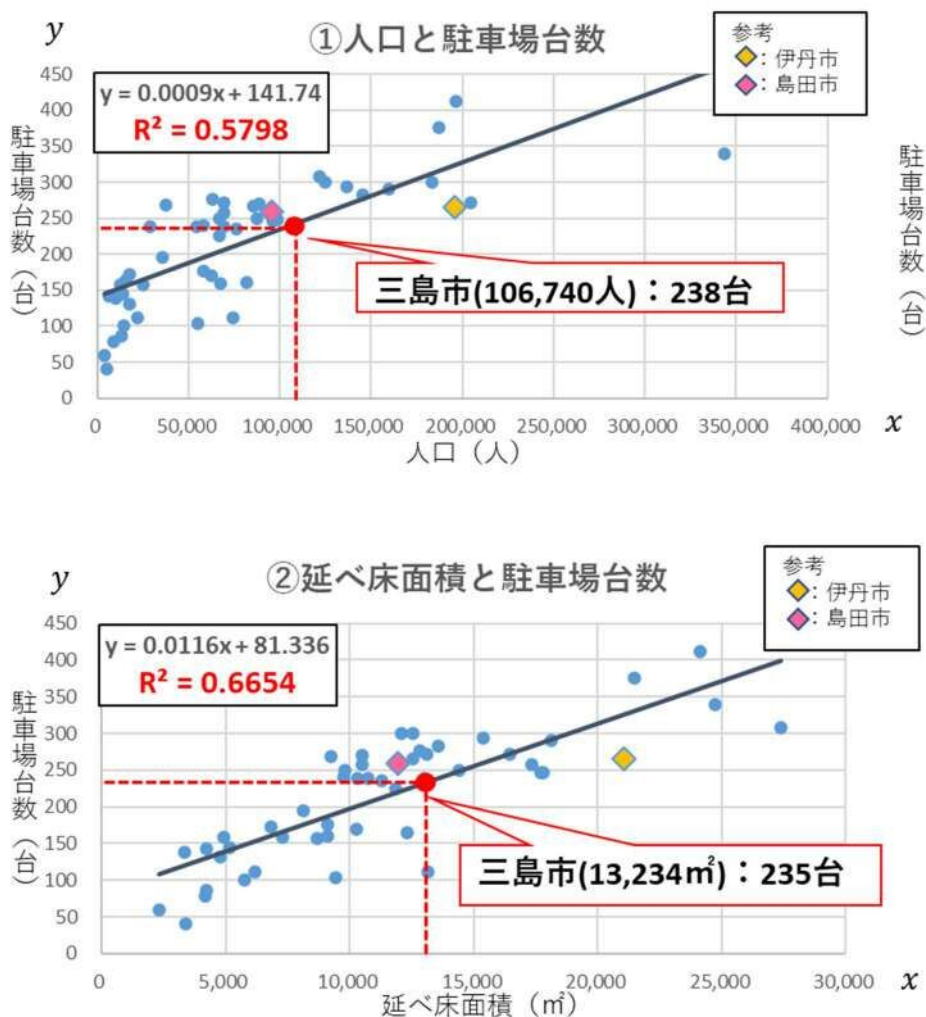 y
①人口と駐車場台数
参考
：伊丹市
：島田市
y = 0.0009x + 141.74
R² = 0.5798
450
400
350
300
250
200
150
100
50
0
駐車場台数（台）
駐車場台数（台）
三島市(106,740人)：238台
0
50,000
100,000
150,000
200,000
250,000
300,000
350,000
400,000
x
人口（人）
y
②延べ床面積と駐車場台数
参考
：伊丹市
：島田市
y = 0.0116x + 81.336
R² = 0.6654
450
400
350
300
250
200
150
100
50
0
駐車場台数（台）
三島市(13,234㎡)：235台
0
5,000
10,000
15,000
20,000
25,000
30,000
x
延べ床面積（㎡）